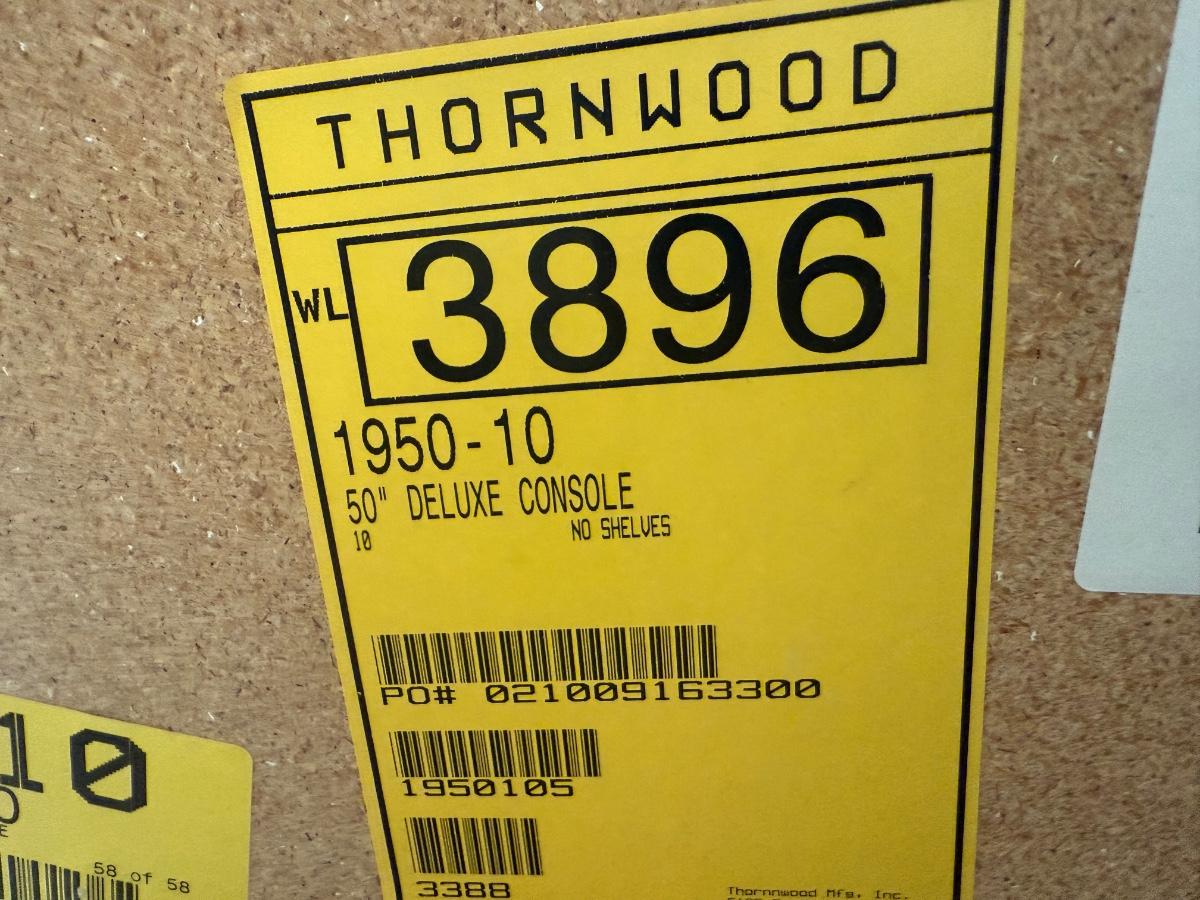 THORNWOOD
WL 3896
1950-10
50" DELUXE CONSOLE
10 NO SHELVES
PO# 021009163300
1950105
3388
Thornnwood Mfg. Inc.
10
58 of 58